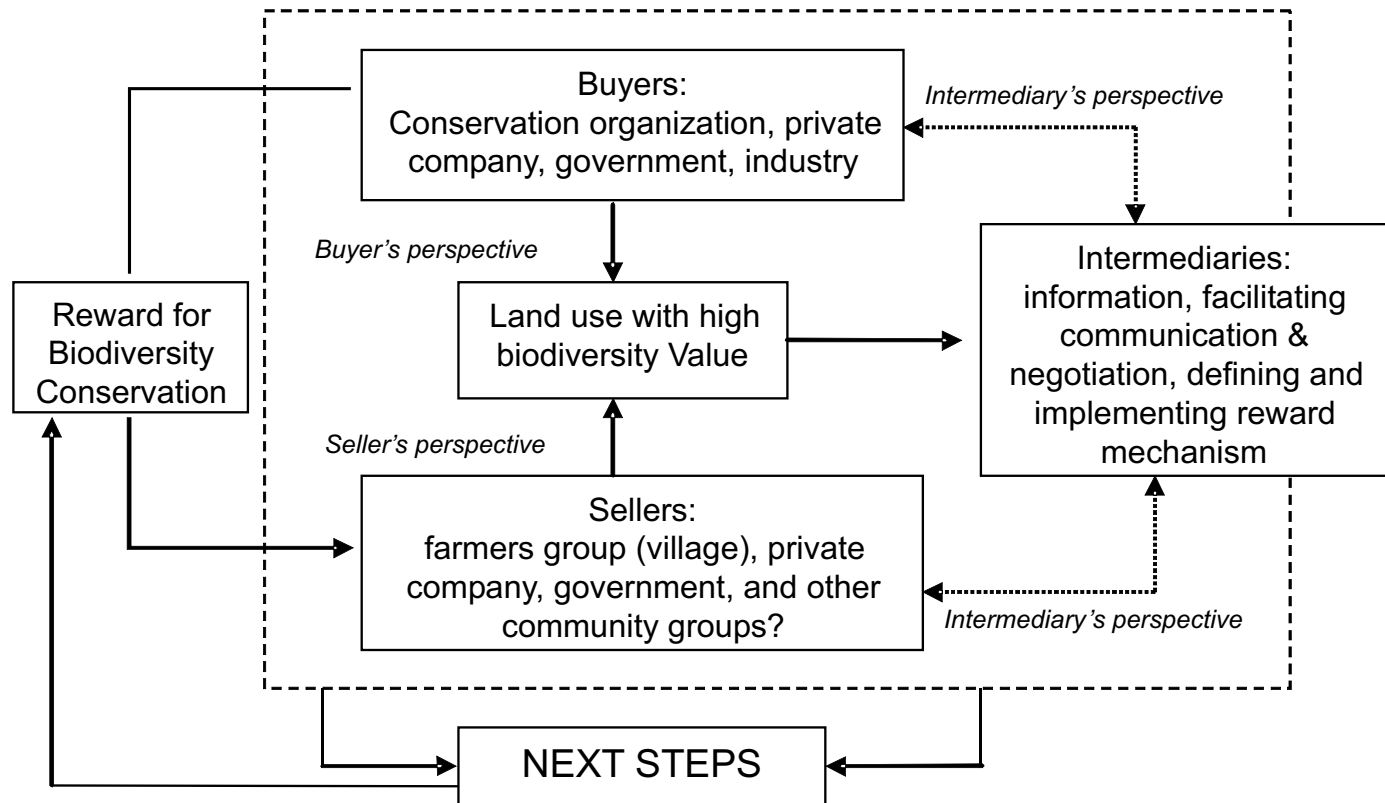 Buyers:
Conservation organization, private
company, government, industry
Intermediary’s perspective
Buyer’s perspective
Reward for
Biodiversity
Conservation
Land use with high
biodiversity Value
Intermediaries:
information, facilitating
communication &
negotiation, defining and
implementing reward
mechanism
Seller’s perspective
Sellers:
farmers group (village), private
company, government, and other
community groups?
Intermediary’s perspective
NEXT STEPS